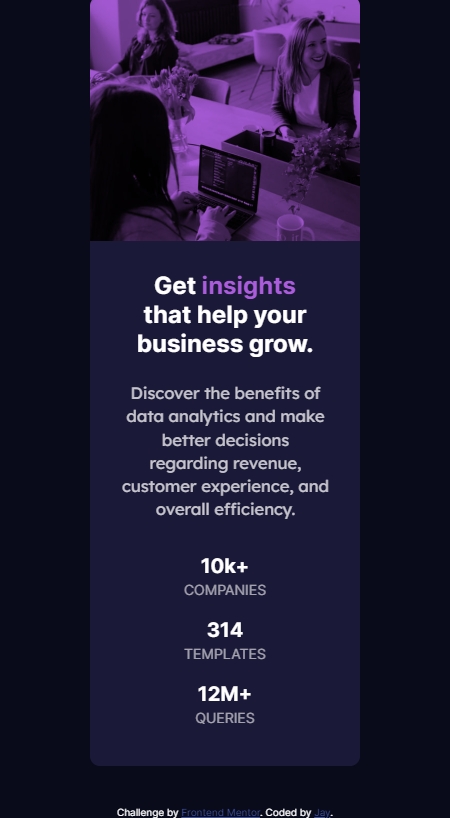 Get insights
that help your
business grow.
Discover the benefits of
data analytics and make
better decisions
regarding revenue,
customer experience, and
overall efficiency.
10k+
COMPANIES
314
TEMPLATES
12M+
QUERIES
Challenge by Frontend Mentor. Coded by Jay.